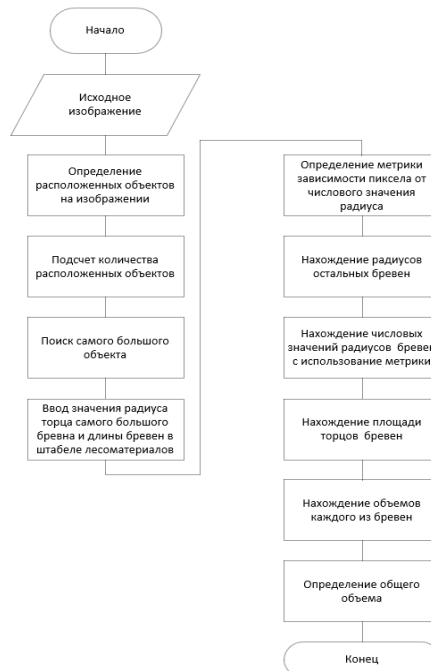 Начало
Исходное
изображение
Определение
расположенных объектов
на изображении
Подсчет количества
расположенных объектов
Поиск самого большого
объекта
Ввод значения радиуса
торца самого большого
бревна и длины бревен в
штабеле лесоматериалов
Определение метрики
зависимости пиксела от
числового значения
радиуса
Нахождение радиусов
остальных бревен
Нахождение числовых
значений радиусов бревен
с использование метрики
Нахождение площади
торцов бревен
Нахождение объемов
каждого из бревен
Определение общего
объема
Конец